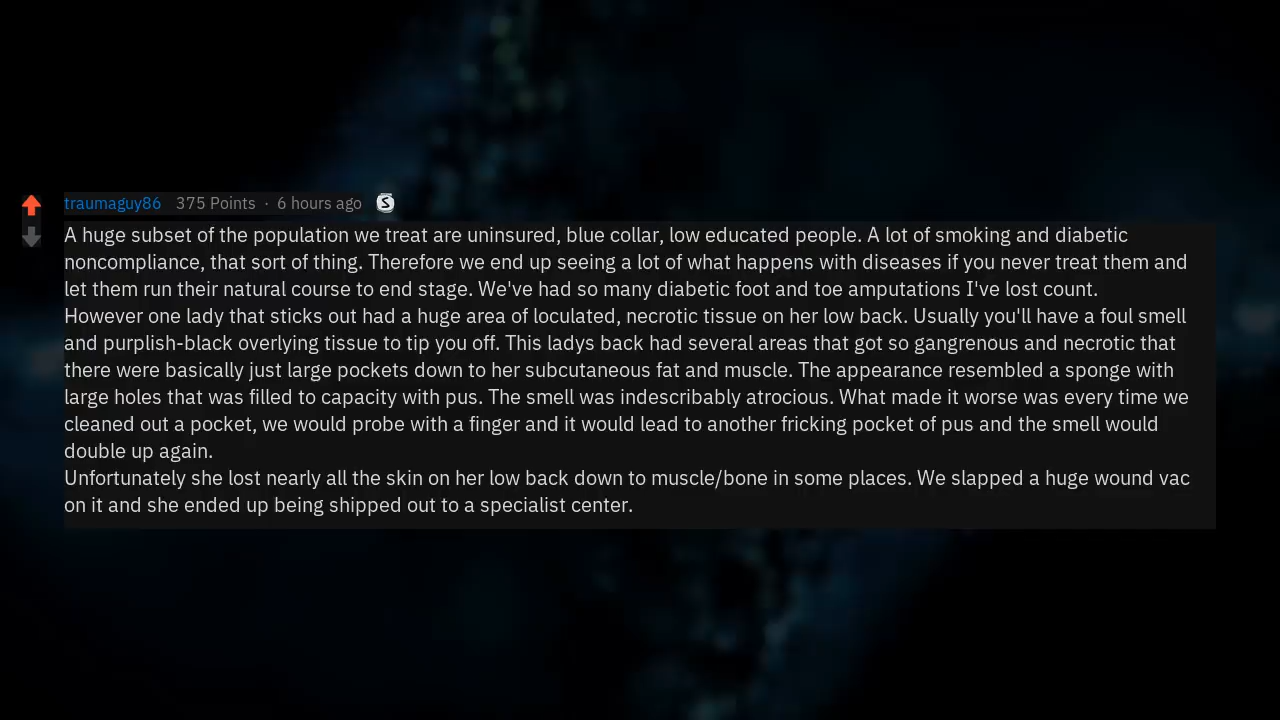 traumaguy86 375 Points · 6 hours ago S
A huge subset of the population we treat are uninsured, blue collar, low educated people. A lot of smoking and diabetic
noncompliance, that sort of thing. Therefore we end up seeing a lot of what happens with diseases if you never treat them and
let them run their natural course to end stage. We've had so many diabetic foot and toe amputations I've lost count.
However one lady that sticks out had a huge area of loculated, necrotic tissue on her low back. Usually you'll have a foul smell
and purplish-black overlying tissue to tip you off. This ladys back had several areas that got so gangrenous and necrotic that
there were basically just large pockets down to her subcutaneous fat and muscle. The appearance resembled a sponge with
large holes that was filled to capacity with pus. The smell was indescribably atrocious. What made it worse was every time we
cleaned out a pocket, we would probe with a finger and it would lead to another fricking pocket of pus and the smell would
double up again.
Unfortunately she lost nearly all the skin on her low back down to muscle/bone in some places. We slapped a huge wound vac
on it and she ended up being shipped out to a specialist center.